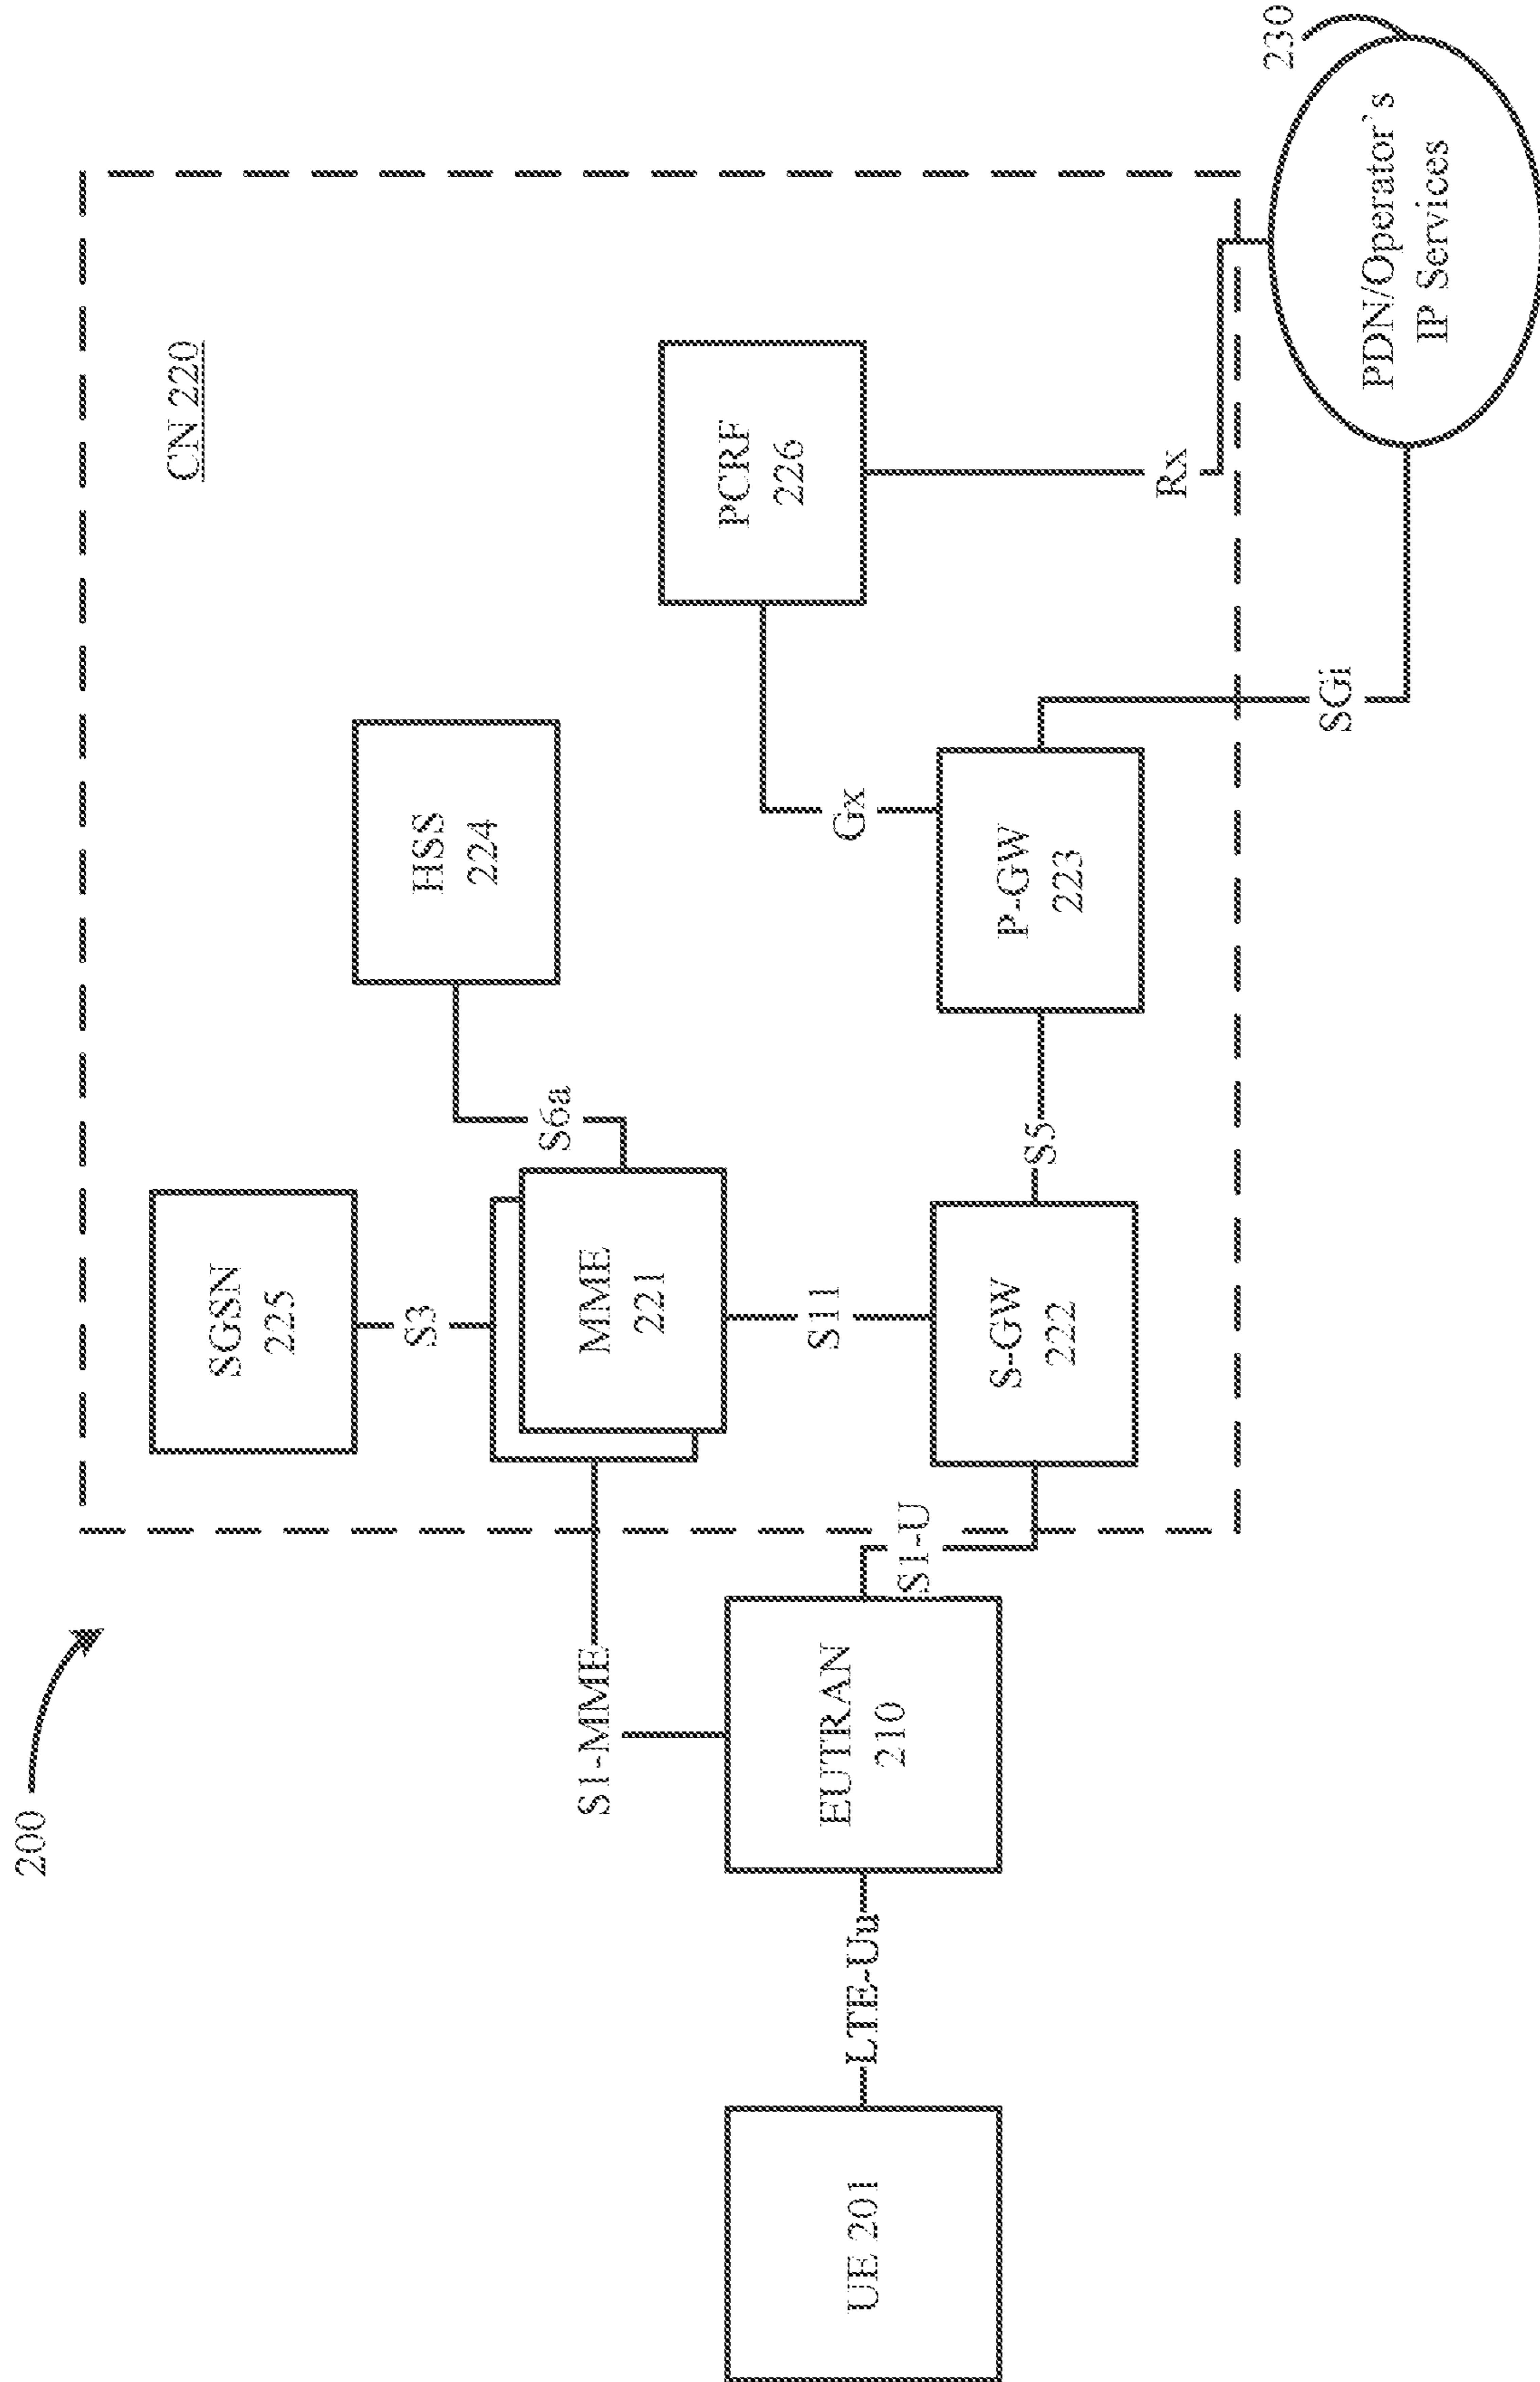 200
CN 220
SGSN
225
S3
HSS
224
S6a
S1-MME
MME
221
PCRF
226
S11
Gx
UE 201
LTE-Uu
EUTRAN
210
S1-U
S-GW
222
S5
P-GW
223
Rx
SGi
230
PDN/Operator's
IP Services